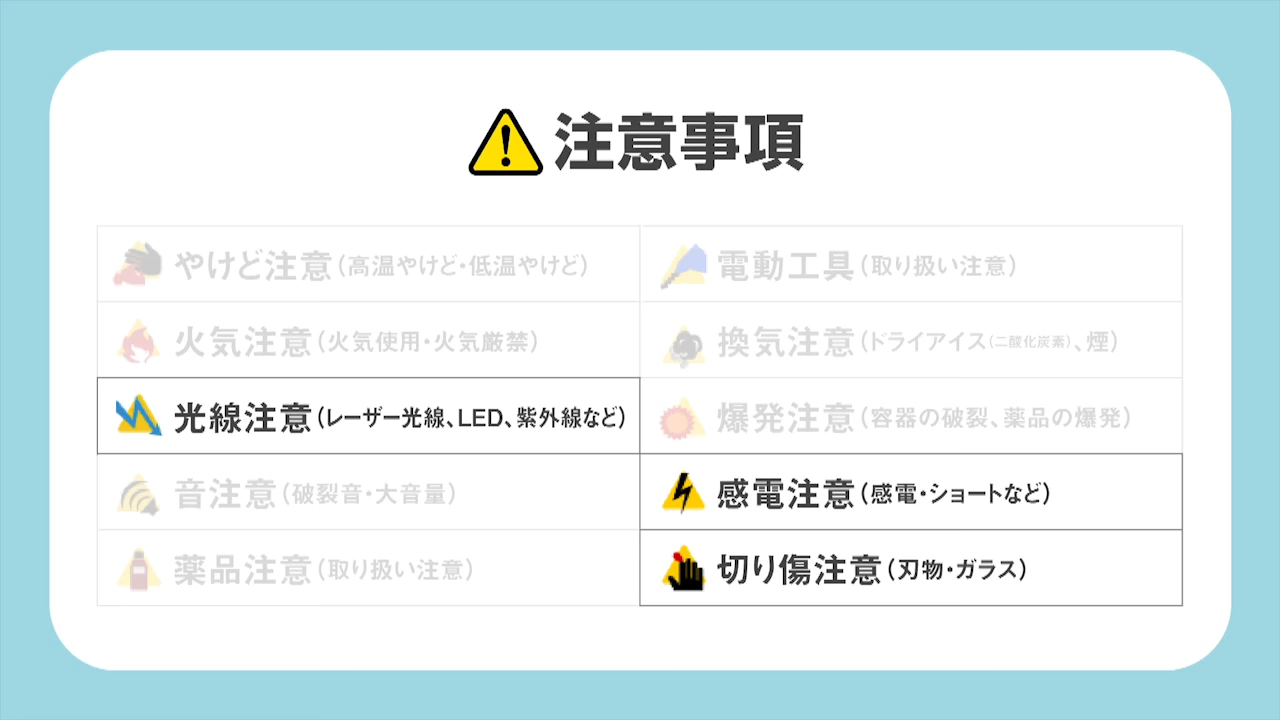 注意事項
やけど注意(高温やけど・低温やけど)
電動工具(取り扱い注意)
火気注意(火気使用・火気厳禁)
換気注意(ドライアイス(二酸化炭素)、煙)
光線注意(レーザー光線、LED、紫外線など)
爆発注意(容器の破裂、薬品の爆発)
音注意(破裂音・大音量)
感電注意(感電・ショートなど)
薬品注意(取り扱い注意)
切り傷注意(刃物・ガラス)